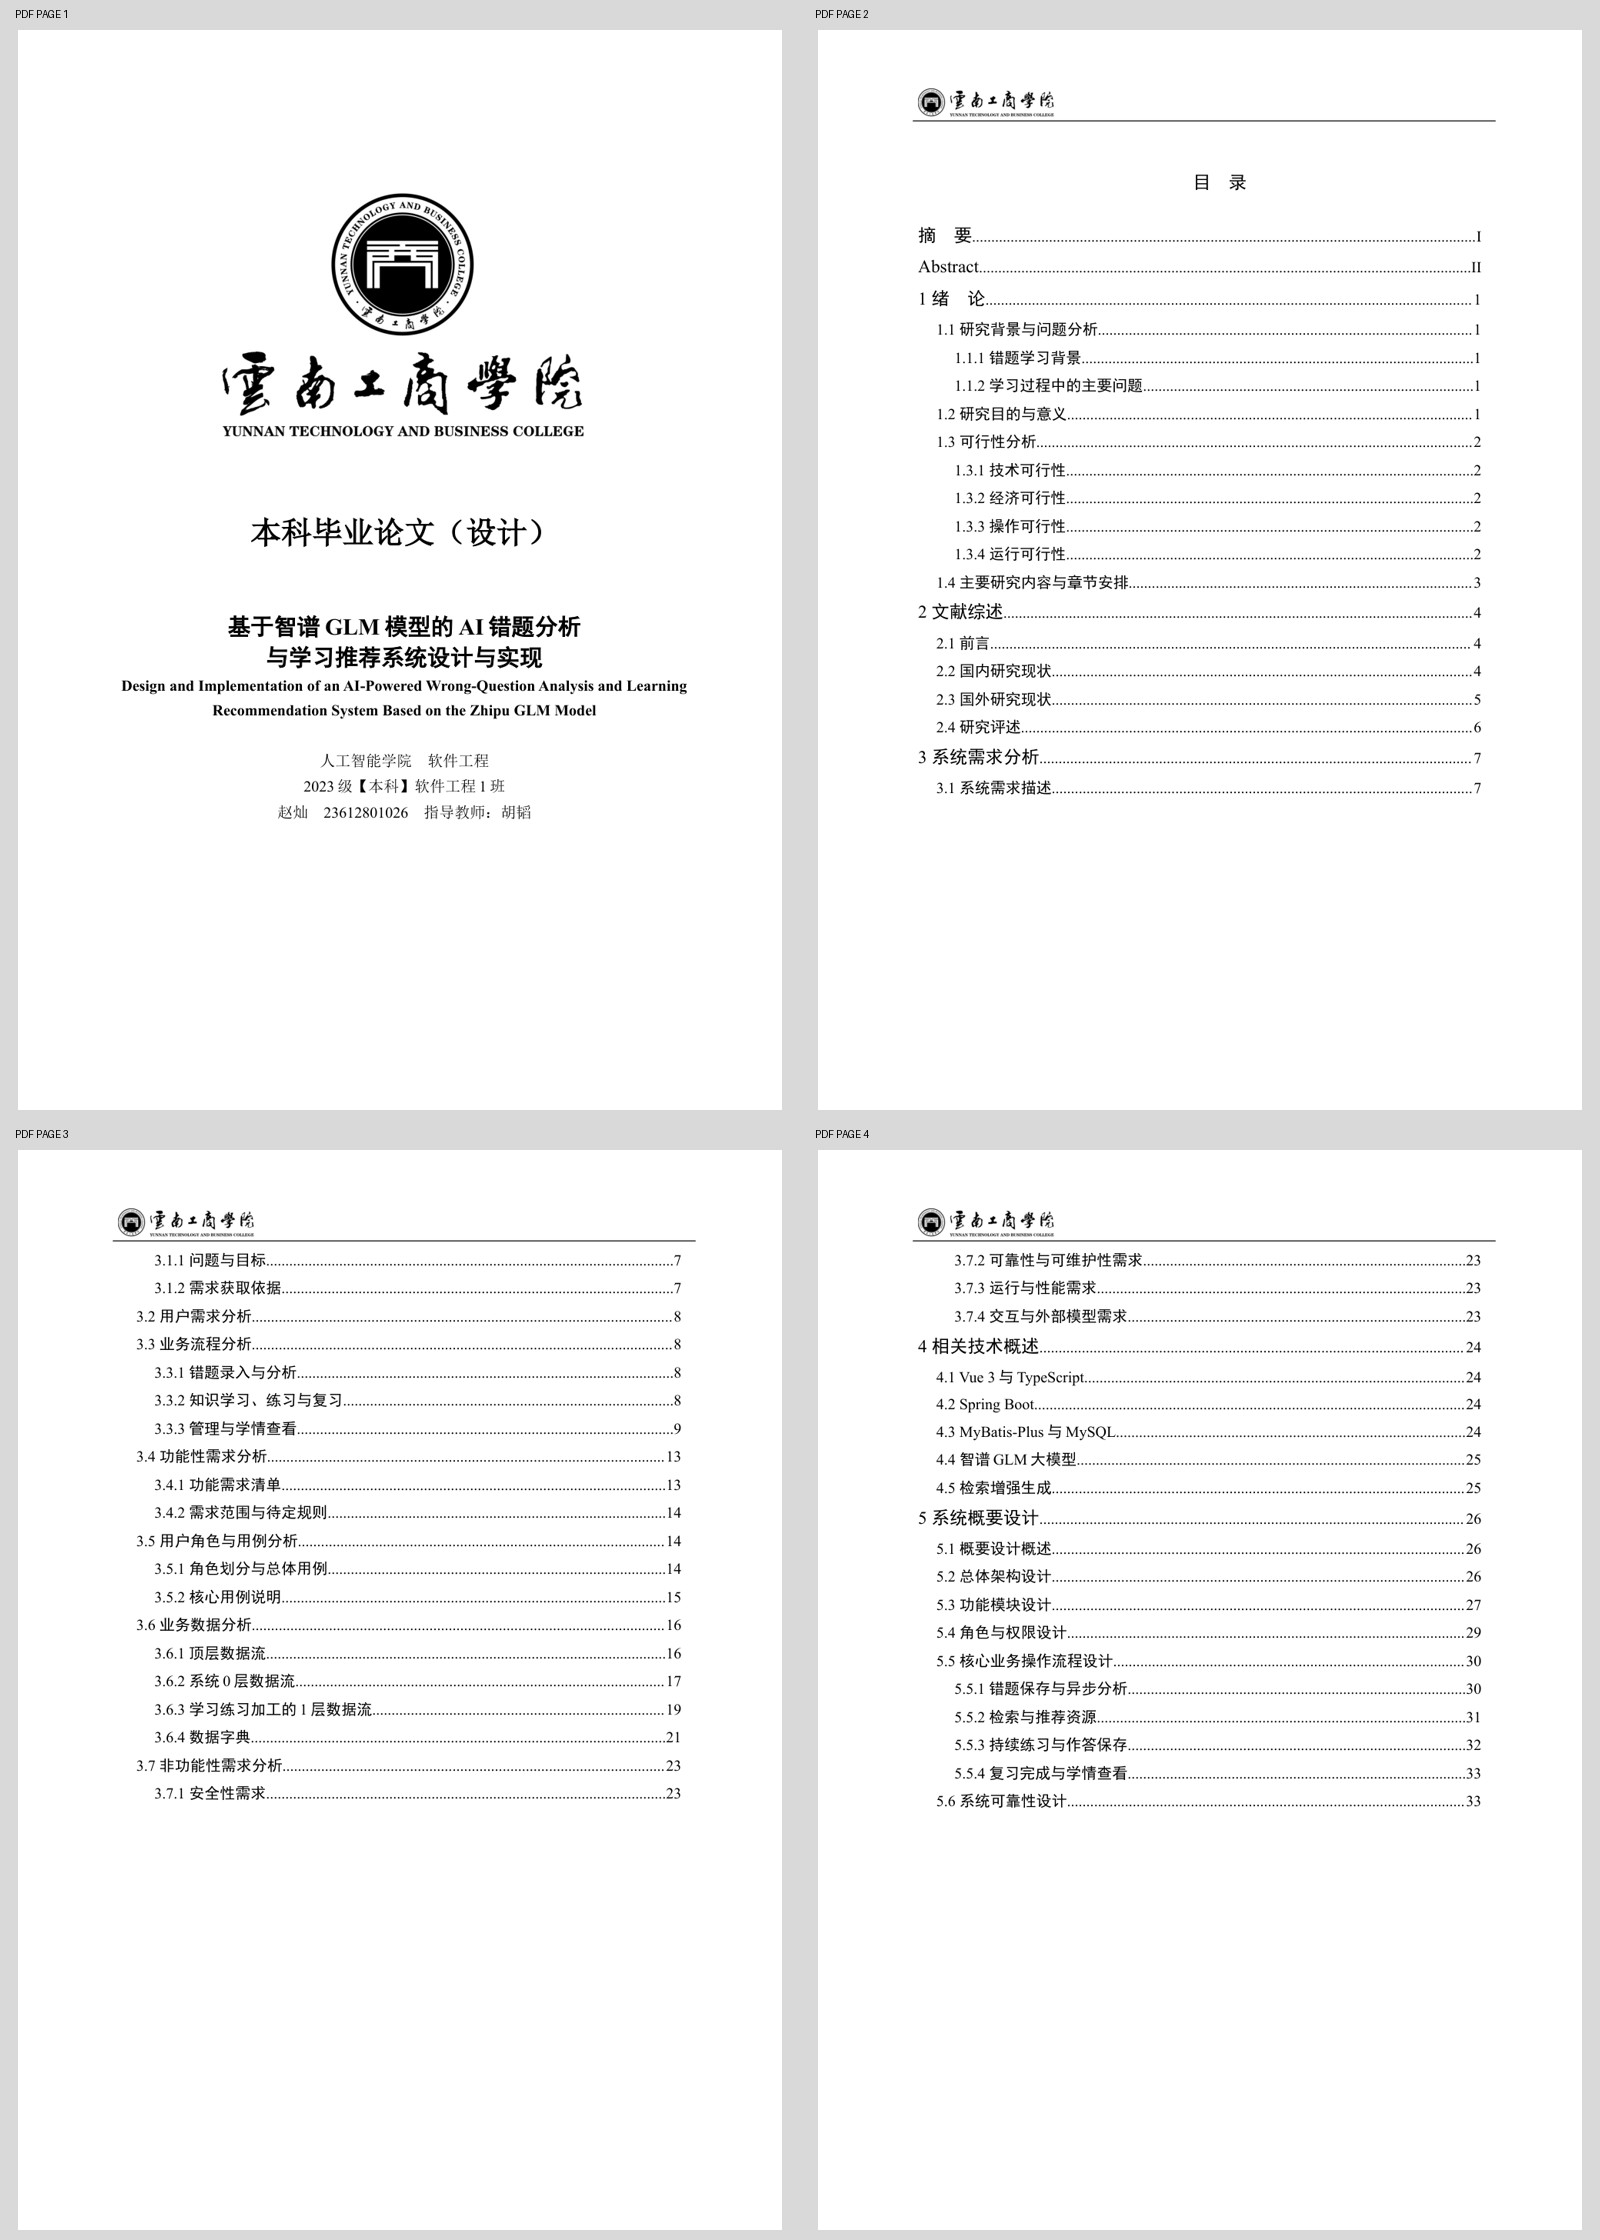 PDF PAGE 1
YUNNAN TECHNOLOGY AND BUSINESS COLLEGE
雲南工商學院
雲南工商學院
YUNNAN TECHNOLOGY AND BUSINESS COLLEGE
本科毕业论文（设计）
基于智谱 GLM 模型的 AI 错题分析
与学习推荐系统设计与实现
Design and Implementation of an AI-Powered Wrong-Question Analysis and Learning
Recommendation System Based on the Zhipu GLM Model
人工智能学院 软件工程
2023 级【本科】软件工程 1 班
赵灿 23612801026 指导教师：胡韬
PDF PAGE 2
雲南工商學院
YUNNAN TECHNOLOGY AND BUSINESS COLLEGE
目 录
摘 要 I
Abstract II
1 绪 论 1
1.1 研究背景与问题分析 1
1.1.1 错题学习背景 1
1.1.2 学习过程中的主要问题 1
1.2 研究目的与意义 1
1.3 可行性分析 2
1.3.1 技术可行性 2
1.3.2 经济可行性 2
1.3.3 操作可行性 2
1.3.4 运行可行性 2
1.4 主要研究内容与章节安排 3
2 文献综述 4
2.1 前言 4
2.2 国内研究现状 4
2.3 国外研究现状 5
2.4 研究评述 6
3 系统需求分析 7
3.1 系统需求描述 7
PDF PAGE 3
雲南工商學院
YUNNAN TECHNOLOGY AND BUSINESS COLLEGE
3.1.1 问题与目标 7
3.1.2 需求获取依据 7
3.2 用户需求分析 8
3.3 业务流程分析 8
3.3.1 错题录入与分析 8
3.3.2 知识学习、练习与复习 8
3.3.3 管理与学情查看 9
3.4 功能性需求分析 13
3.4.1 功能需求清单 13
3.4.2 需求范围与待定规则 14
3.5 用户角色与用例分析 14
3.5.1 角色划分与总体用例 14
3.5.2 核心用例说明 15
3.6 业务数据分析 16
3.6.1 顶层数据流 16
3.6.2 系统 0 层数据流 17
3.6.3 学习练习加工的 1 层数据流 19
3.6.4 数据字典 21
3.7 非功能性需求分析 23
3.7.1 安全性需求 23
PDF PAGE 4
雲南工商學院
YUNNAN TECHNOLOGY AND BUSINESS COLLEGE
3.7.2 可靠性与可维护性需求 23
3.7.3 运行与性能需求 23
3.7.4 交互与外部模型需求 23
4 相关技术概述 24
4.1 Vue 3 与 TypeScript 24
4.2 Spring Boot 24
4.3 MyBatis-Plus 与 MySQL 24
4.4 智谱 GLM 大模型 25
4.5 检索增强生成 25
5 系统概要设计 26
5.1 概要设计概述 26
5.2 总体架构设计 26
5.3 功能模块设计 27
5.4 角色与权限设计 29
5.5 核心业务操作流程设计 30
5.5.1 错题保存与异步分析 30
5.5.2 检索与推荐资源 31
5.5.3 持续练习与作答保存 32
5.5.4 复习完成与学情查看 33
5.6 系统可靠性设计 33